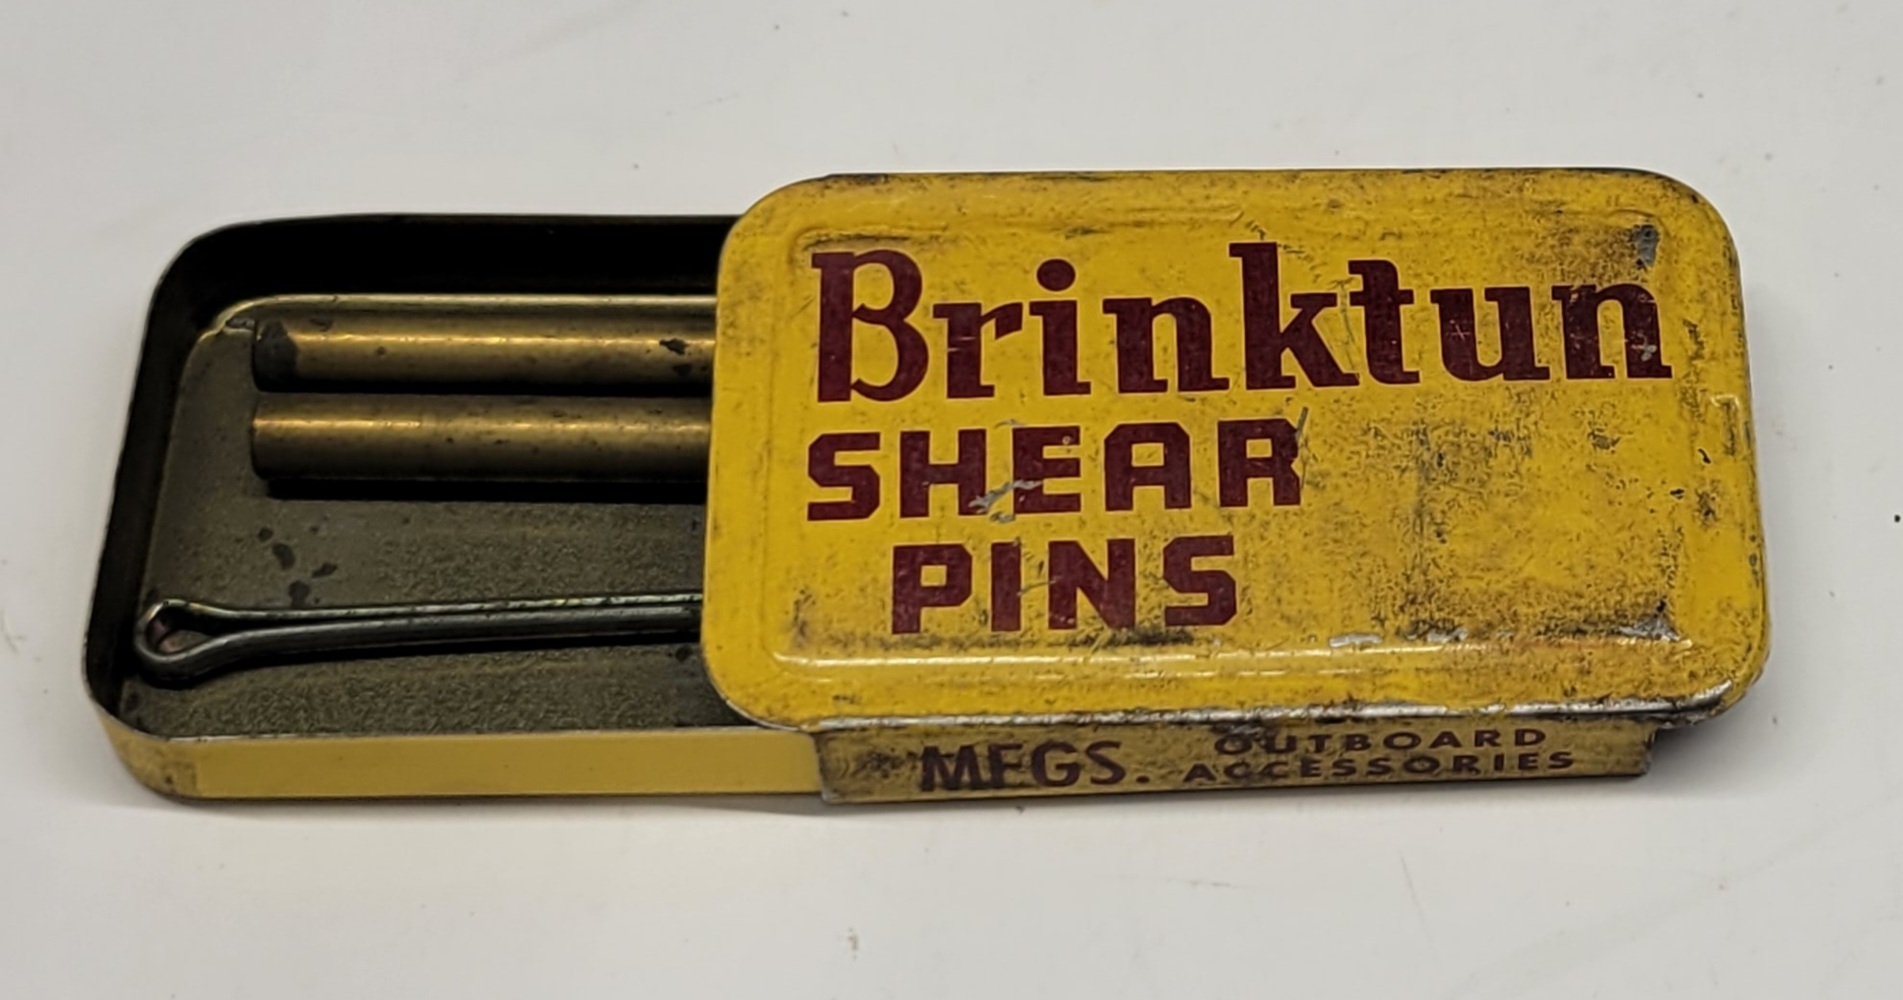 Brinktun
SHEAR
PINS
MFGS. OUTBOARD
ACCESSORIES